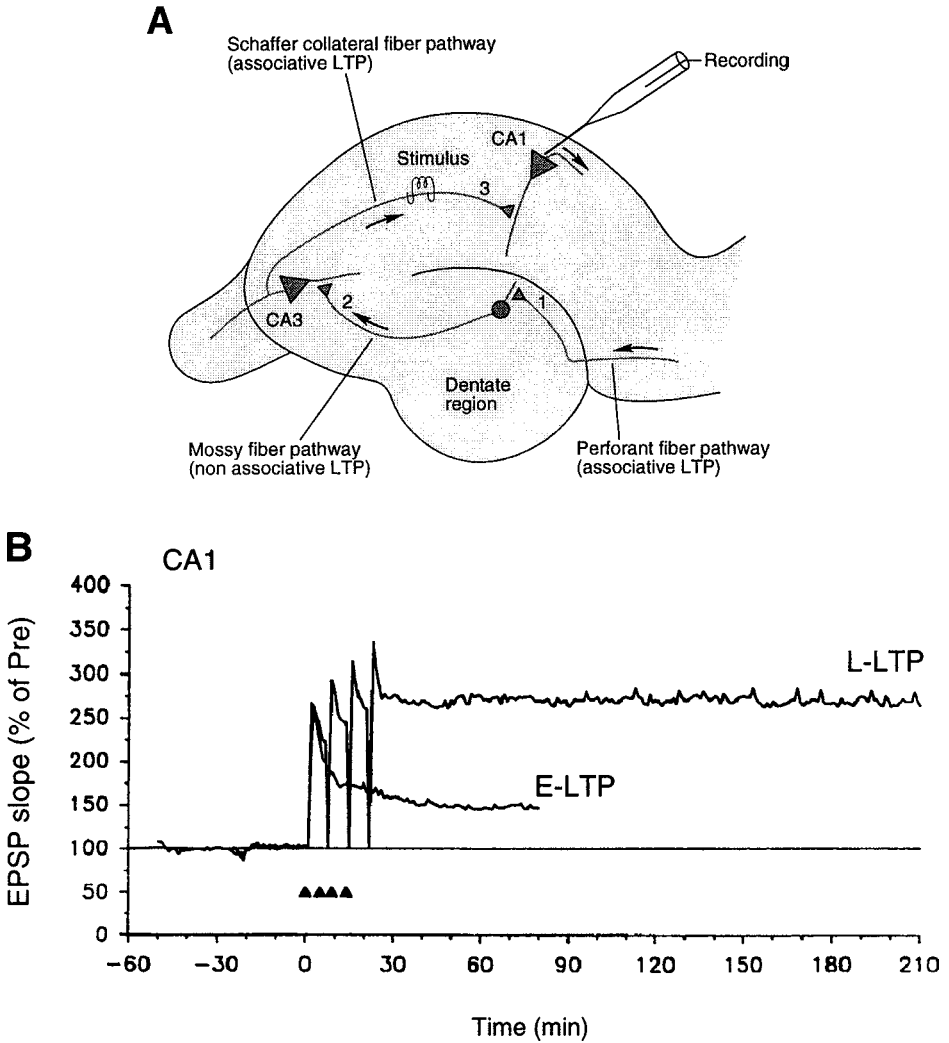 A
Schaffer collateral fiber pathway
(associative LTP)
Recording
CA1
Stimulus
3
CA3
2
1
Dentate
region
Mossy fiber pathway
(non associative LTP)
Perforant fiber pathway
(associative LTP)
B
CA1
EPSP slope (% of Pre)
400
350
300
250
200
150
100
50
0
L-LTP
E-LTP
-60 -30 0 30 60 90 120 150 180 210
Time (min)